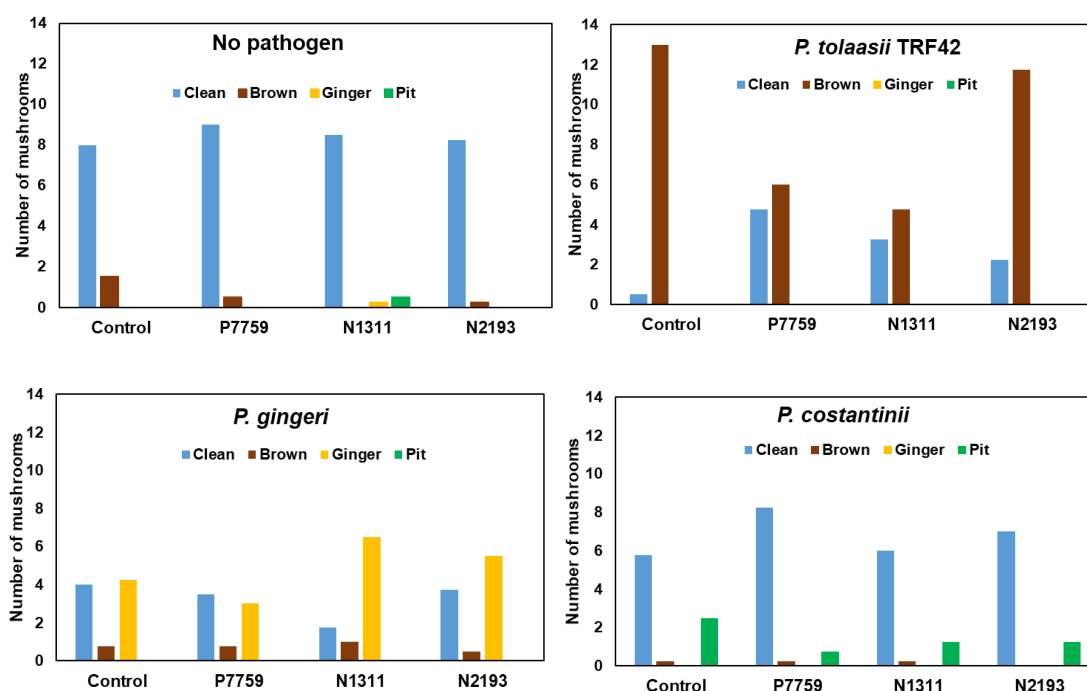 No pathogen
Clean Brown Ginger Pit
Number of mushrooms
14
12
10
8
6
4
2
0
Control P7759 N1311 N2193
P. tolaasii TRF42
Clean Brown Ginger Pit
Number of mushrooms
14
12
10
8
6
4
2
0
Control P7759 N1311 N2193
P. gingeri
Clean Brown Ginger Pit
Number of mushrooms
14
12
10
8
6
4
2
0
Control P7759 N1311 N2193
P. costantinii
Clean Brown Ginger Pit
Number of mushrooms
14
12
10
8
6
4
2
0
Control P7759 N1311 N2193